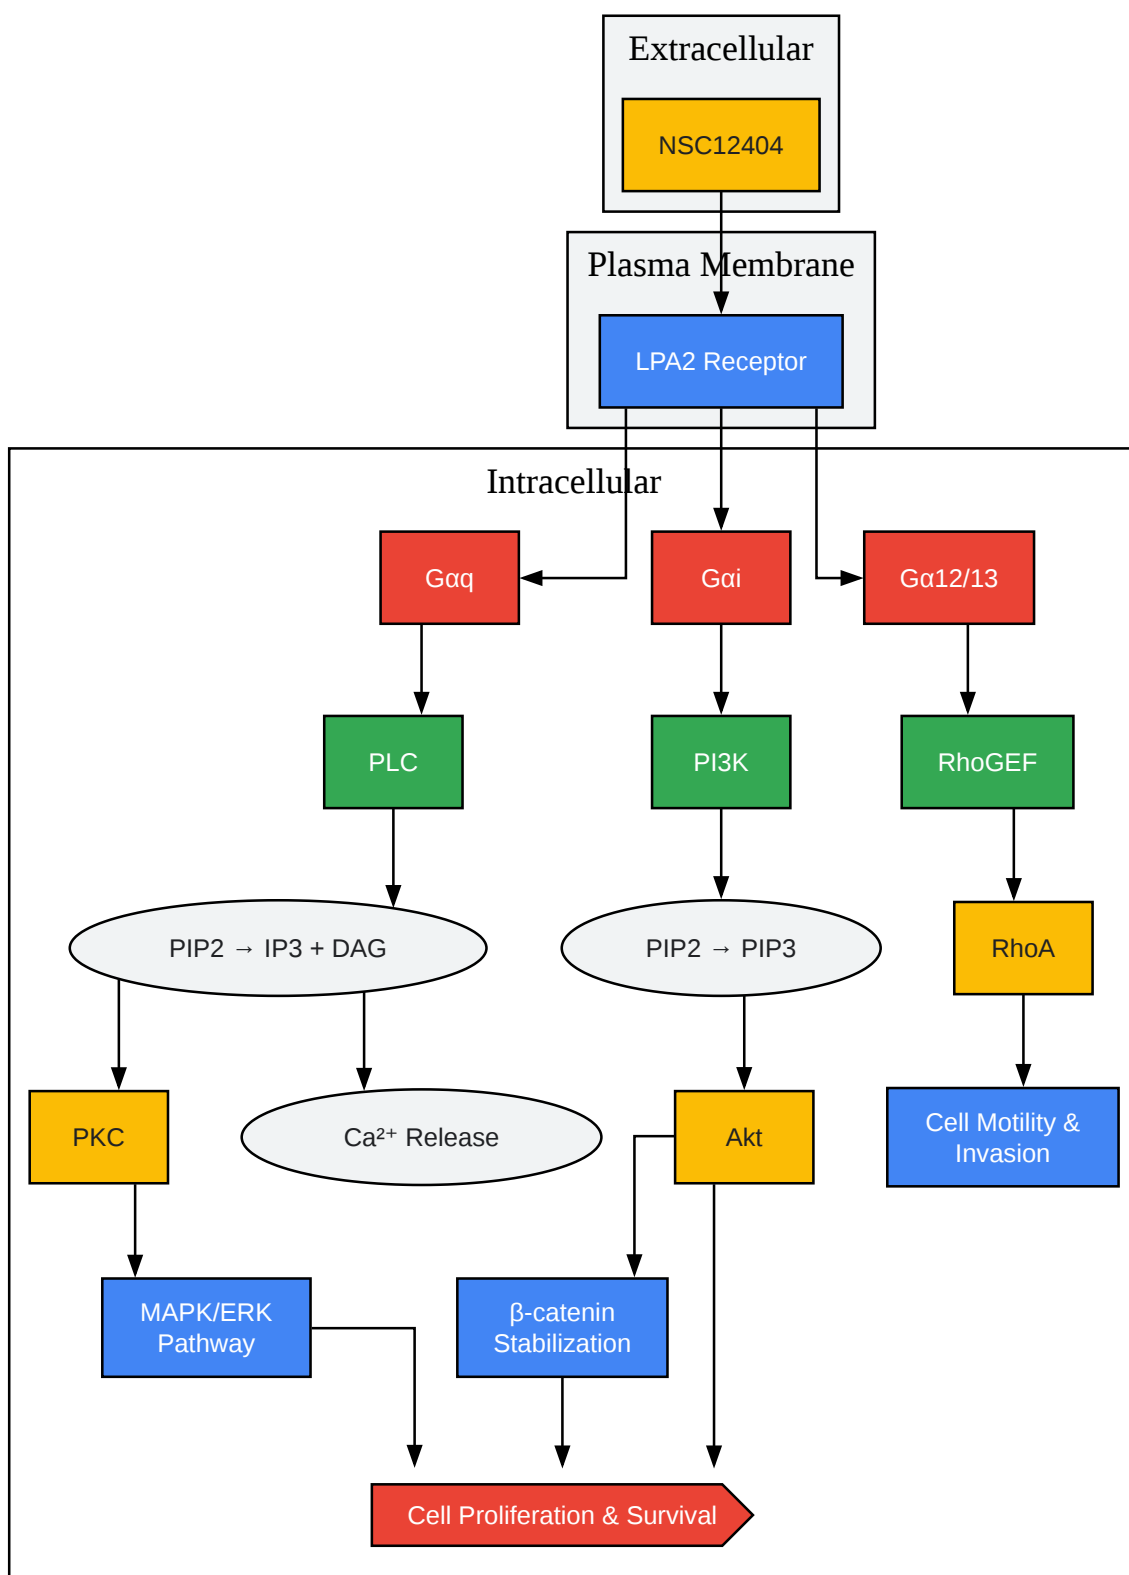 Extracellular
NSC12404
Plasma Membrane
LPA2 Receptor
Intracellular
Gαq
Gαi
Gα12/13
PLC
PI3K
RhoGEF
PIP2 → IP3 + DAG
PIP2 → PIP3
RhoA
PKC
Ca²⁺ Release
Akt
Cell Motility &
Invasion
MAPK/ERK
Pathway
β-catenin
Stabilization
Cell Proliferation & Survival